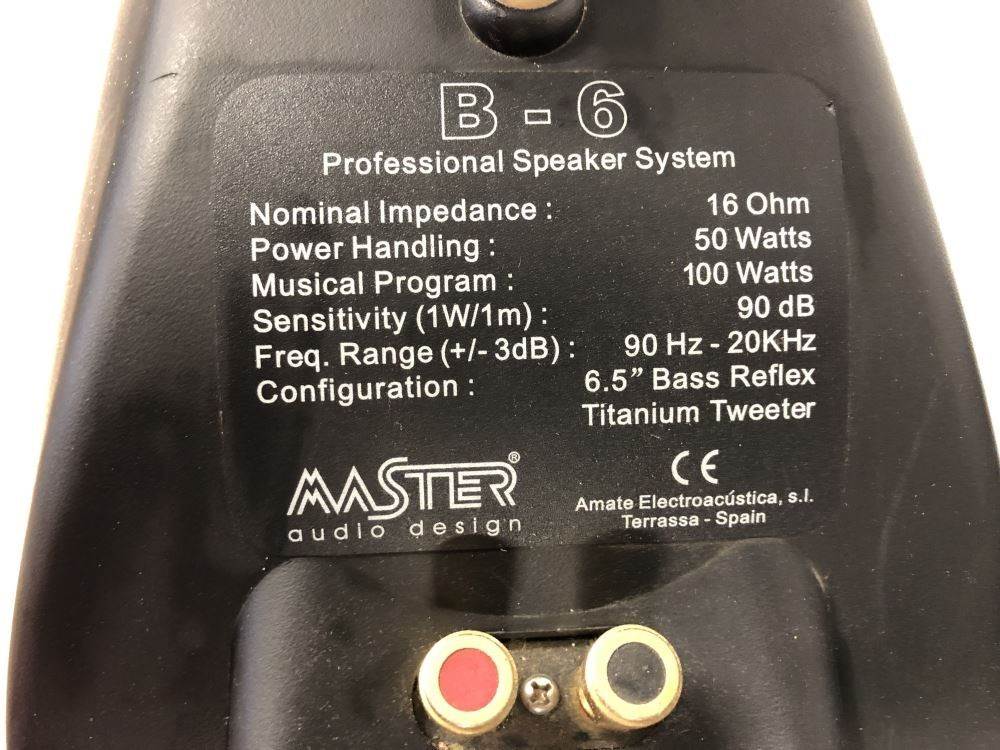 B - 6
Professional Speaker System
Nominal Impedance : 16 Ohm
Power Handling : 50 Watts
Musical Program : 100 Watts
Sensitivity (1W/1m) : 90 dB
Freq. Range (+/- 3dB) : 90 Hz - 20KHz
Configuration : 6.5” Bass Reflex
Titanium Tweeter
MASTER®
audio design
CE
Amate Electroacústica, s.l.
Terrassa - Spain